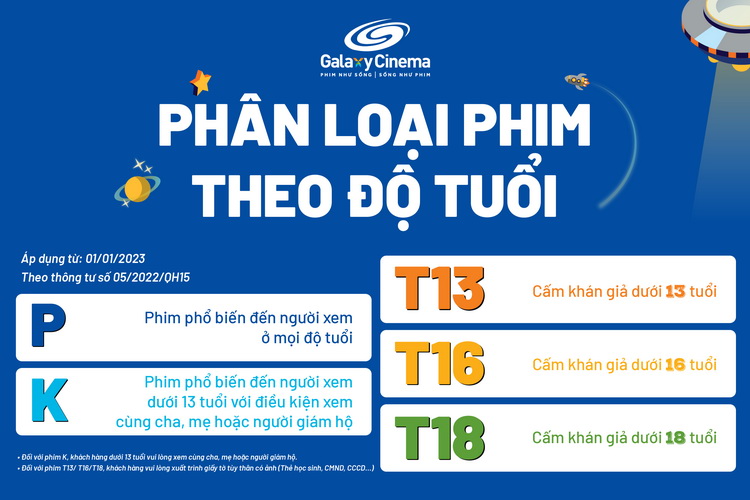 Galaxy Cinema
PHIM NHƯ SỐNG | SỐNG NHƯ PHIM
PHÂN LOẠI PHIM
THEO ĐỘ TUỔI
Áp dụng từ: 01/01/2023
Theo thông tư số 05/2022/QH15
P
Phim phổ biến đến người xem
ở mọi độ tuổi
K
Phim phổ biến đến người xem
dưới 13 tuổi với điều kiện xem
cùng cha, mẹ hoặc người giám hộ
• Đối với phim K, khách hàng dưới 13 tuổi vui lòng xem cùng cha, mẹ hoặc người giám hộ.
• Đối với phim T13/ T16/T18, khách hàng vui lòng xuất trình giấy tờ tùy thân có ảnh (Thẻ học sinh, CMND, CCCD...)
T13
Cấm khán giả dưới 13 tuổi
T16
Cấm khán giả dưới 16 tuổi
T18
Cấm khán giả dưới 18 tuổi